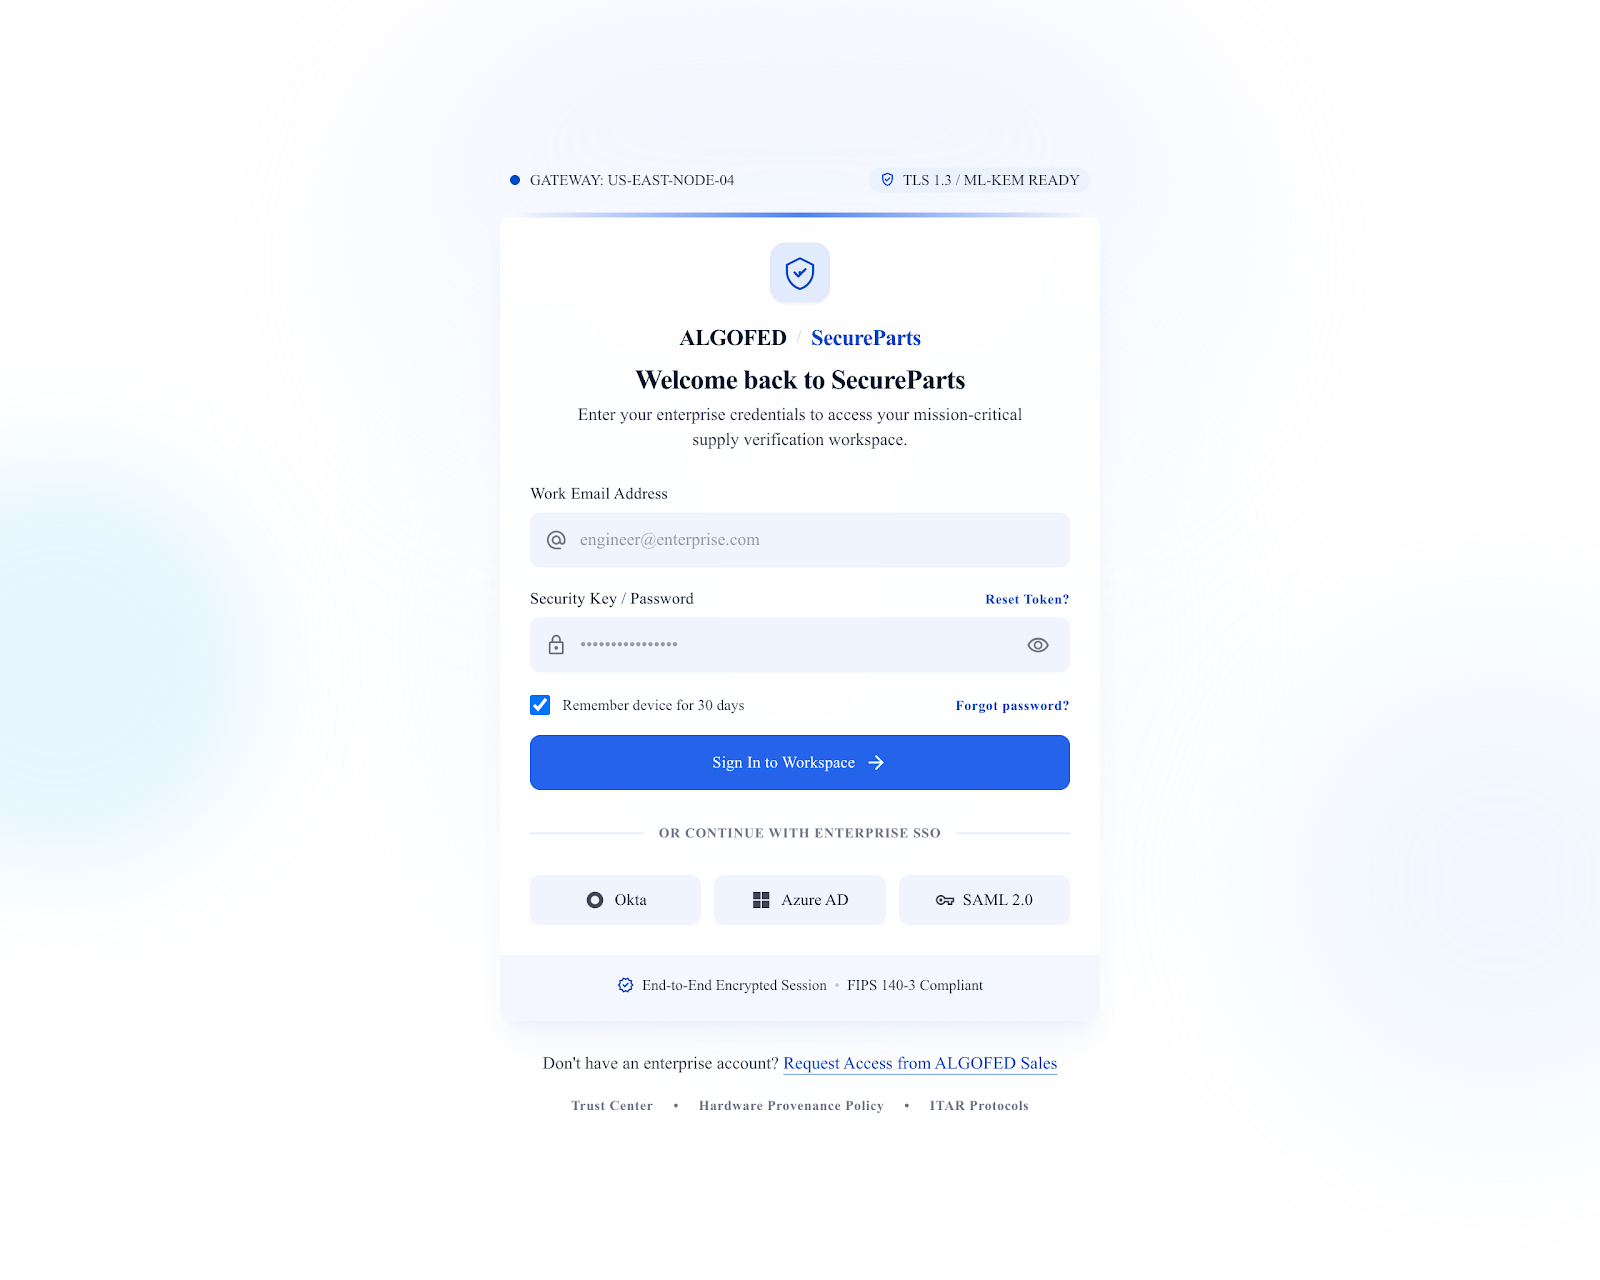 GATEWAY: US-EAST-NODE-04
TLS 1.3 / ML-KEM READY
ALGOFED / SecureParts
Welcome back to SecureParts
Enter your enterprise credentials to access your mission-critical
supply verification workspace.
Work Email Address
engineer@enterprise.com
Security Key / Password
Reset Token?
••••••••••••••••
Remember device for 30 days
Forgot password?
Sign In to Workspace →
OR CONTINUE WITH ENTERPRISE SSO
Okta
Azure AD
SAML 2.0
End-to-End Encrypted Session • FIPS 140-3 Compliant
Don't have an enterprise account? Request Access from ALGOFED Sales
Trust Center • Hardware Provenance Policy • ITAR Protocols